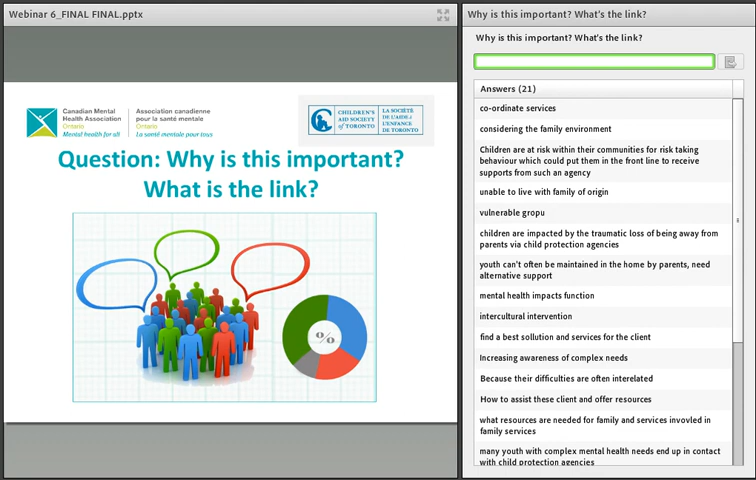 Webinar 6_FINAL FINAL.pptx
Canadian Mental
Health Association
Ontario
Mental health for all
Association canadienne
pour la santé mentale
Ontario
La santé mentale pour tous
CHILDREN'S
AID SOCIETY
of TORONTO
LA SOCIÉTÉ
DE L'AIDE À
L'ENFANCE
DE TORONTO
Question: Why is this important?
What is the link?
%
Why is this important? What's the link?
Why is this important? What's the link?
Answers (21)
co-ordinate services
considering the family environment
Children are at risk within their communities for risk taking
behaviour which could put them in the front line to receive
supports from such an agency
unable to live with family of origin
vulnerable gropu
children are impacted by the traumatic loss of being away from
parents via child protection agencies
youth can't often be maintained in the home by parents, need
alternative support
mental health impacts function
intercultural intervention
find a best sollution and services for the client
Increasing awareness of complex needs
Because their difficulties are often interelated
How to assist these client and offer resources
what resources are needed for family and services invovled in
family services
many youth with complex mental health needs end up in contact
with child protection agencies